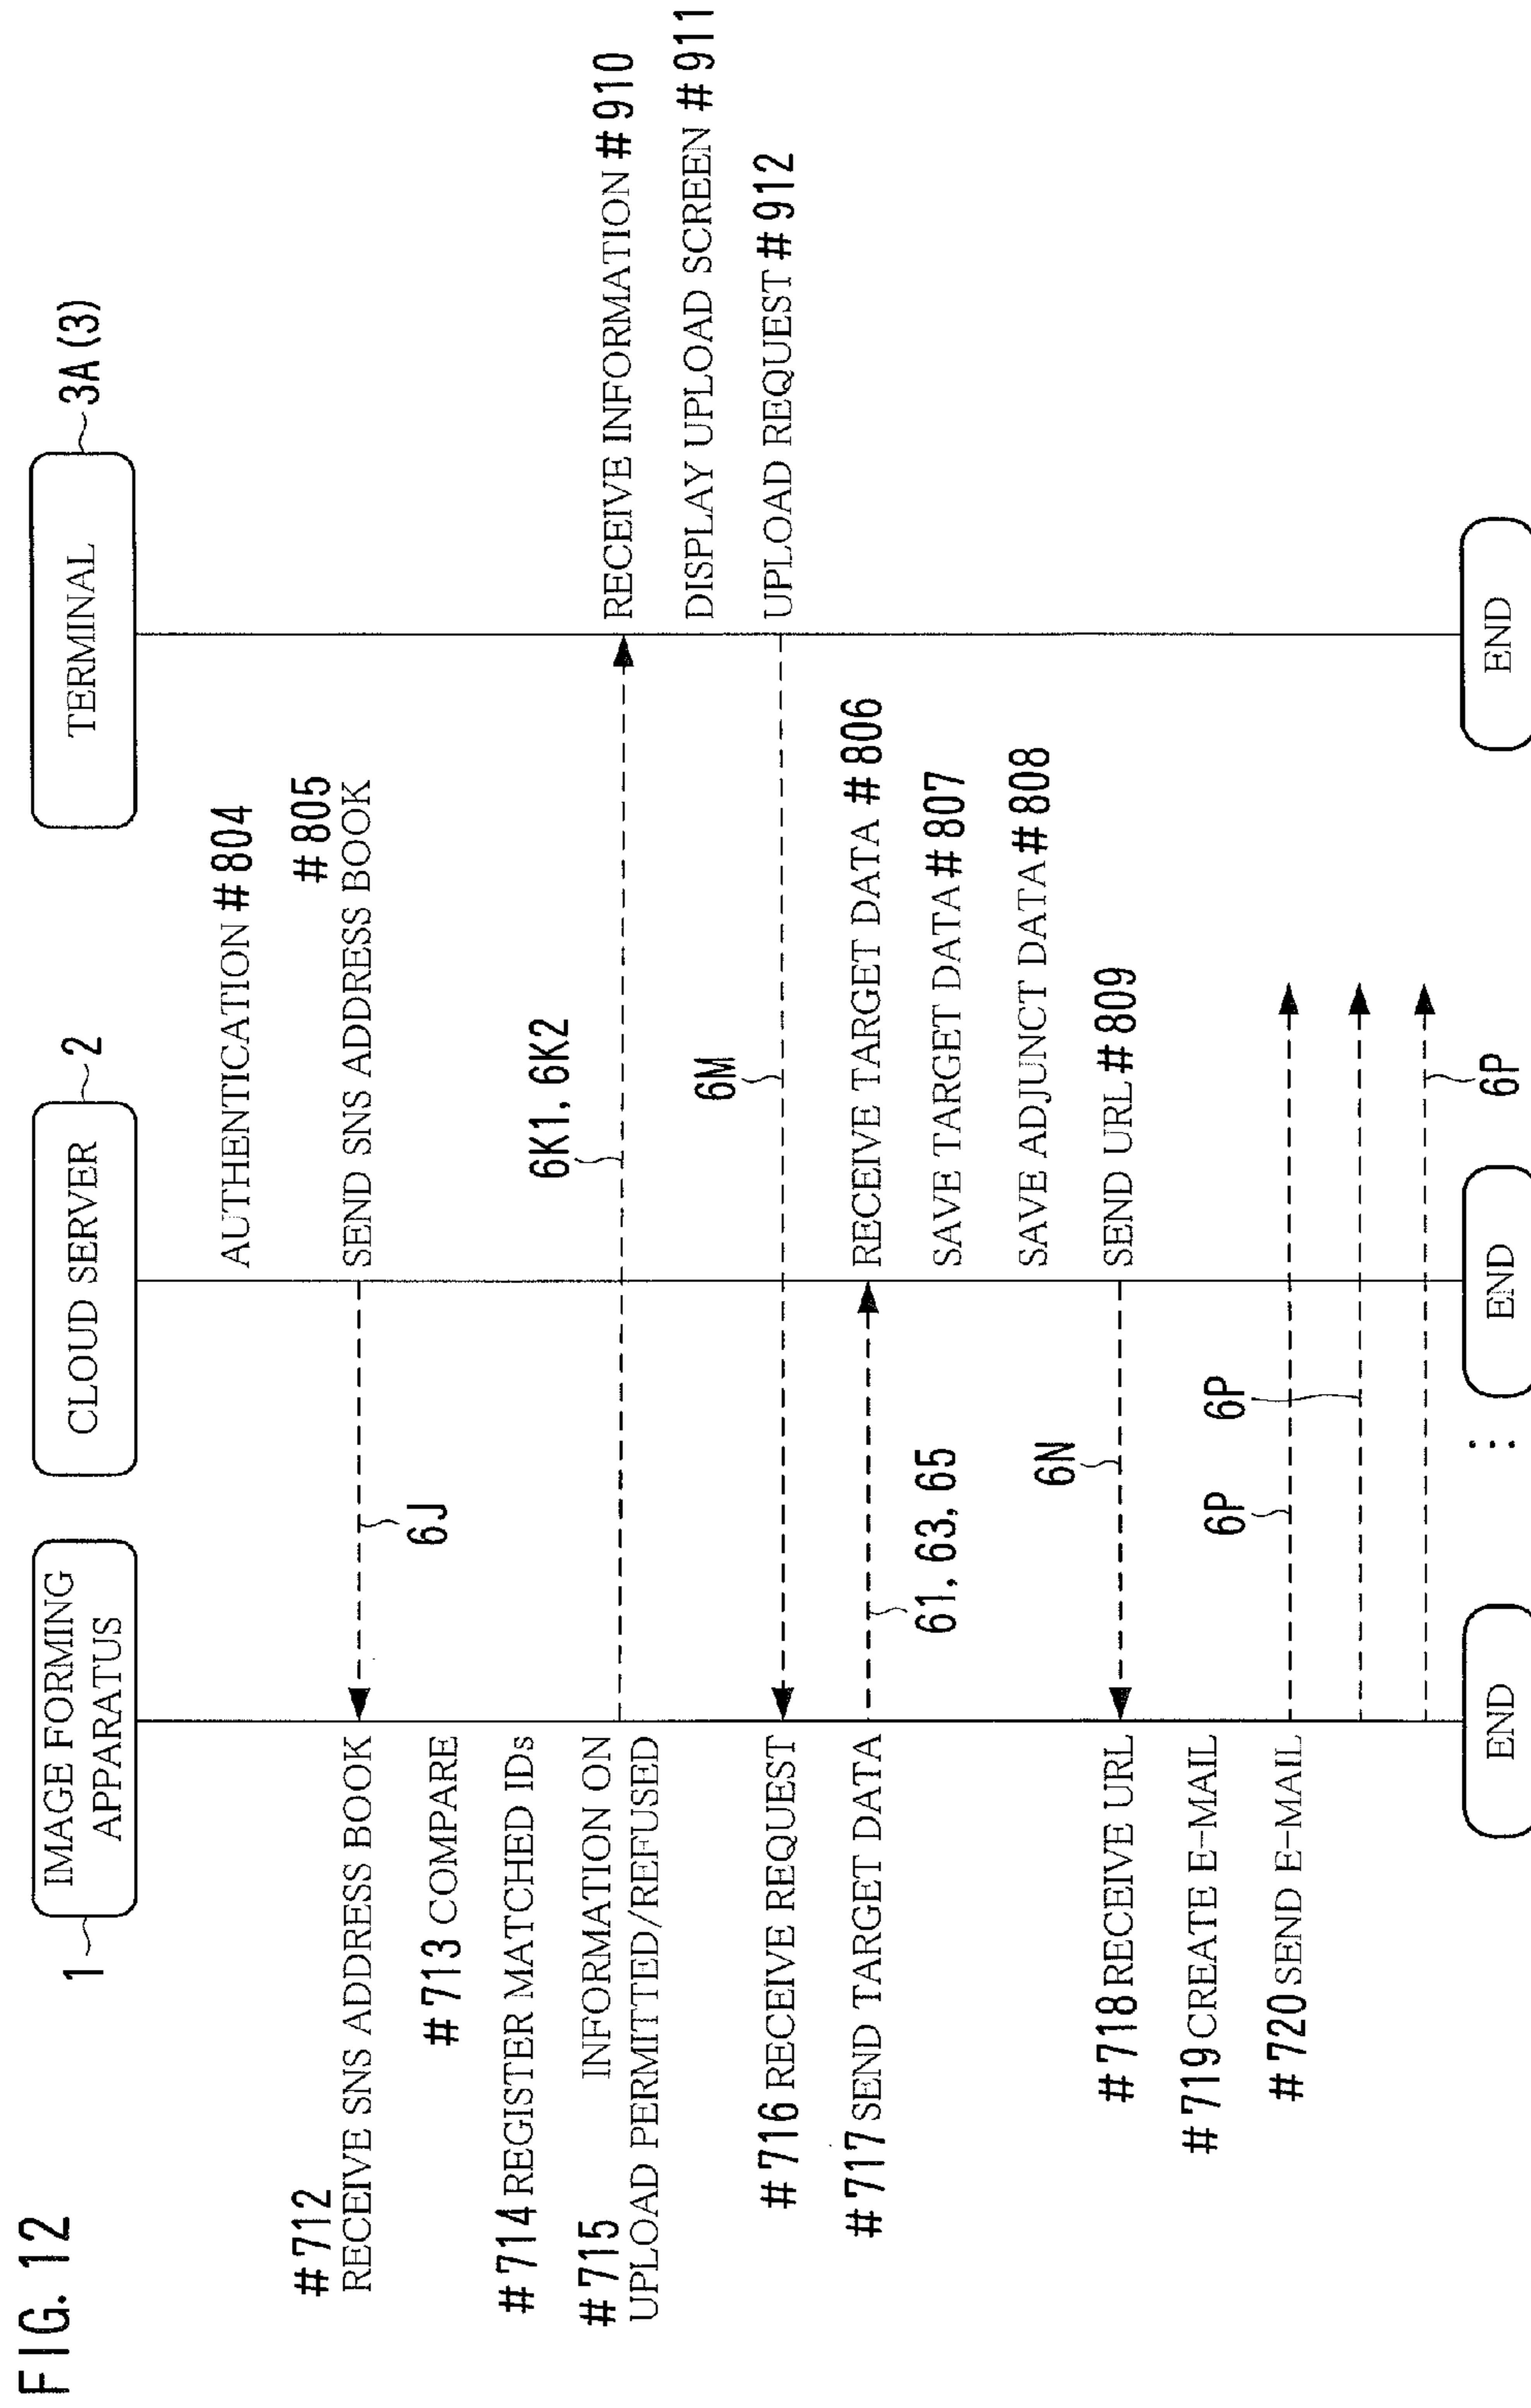 FIG. 12
IMAGE FORMING
APPARATUS
1
CLOUD SERVER
2
TERMINAL
3A (3)
AUTHENTICATION #804
#805
SEND SNS ADDRESS BOOK
6J
#712
RECEIVE SNS ADDRESS BOOK
#713 COMPARE
#714 REGISTER MATCHED IDs
#715 INFORMATION ON
UPLOAD PERMITTED/REFUSED
6K1, 6K2
RECEIVE INFORMATION #910
DISPLAY UPLOAD SCREEN #911
UPLOAD REQUEST #912
6M
#716 RECEIVE REQUEST
#717 SEND TARGET DATA
61, 63, 65
RECEIVE TARGET DATA #806
SAVE TARGET DATA #807
SAVE ADJUNCT DATA #808
SEND URL #809
6N
#718 RECEIVE URL
#719 CREATE E-MAIL
#720 SEND E-MAIL
6P
6P
6P
...
END
END
END